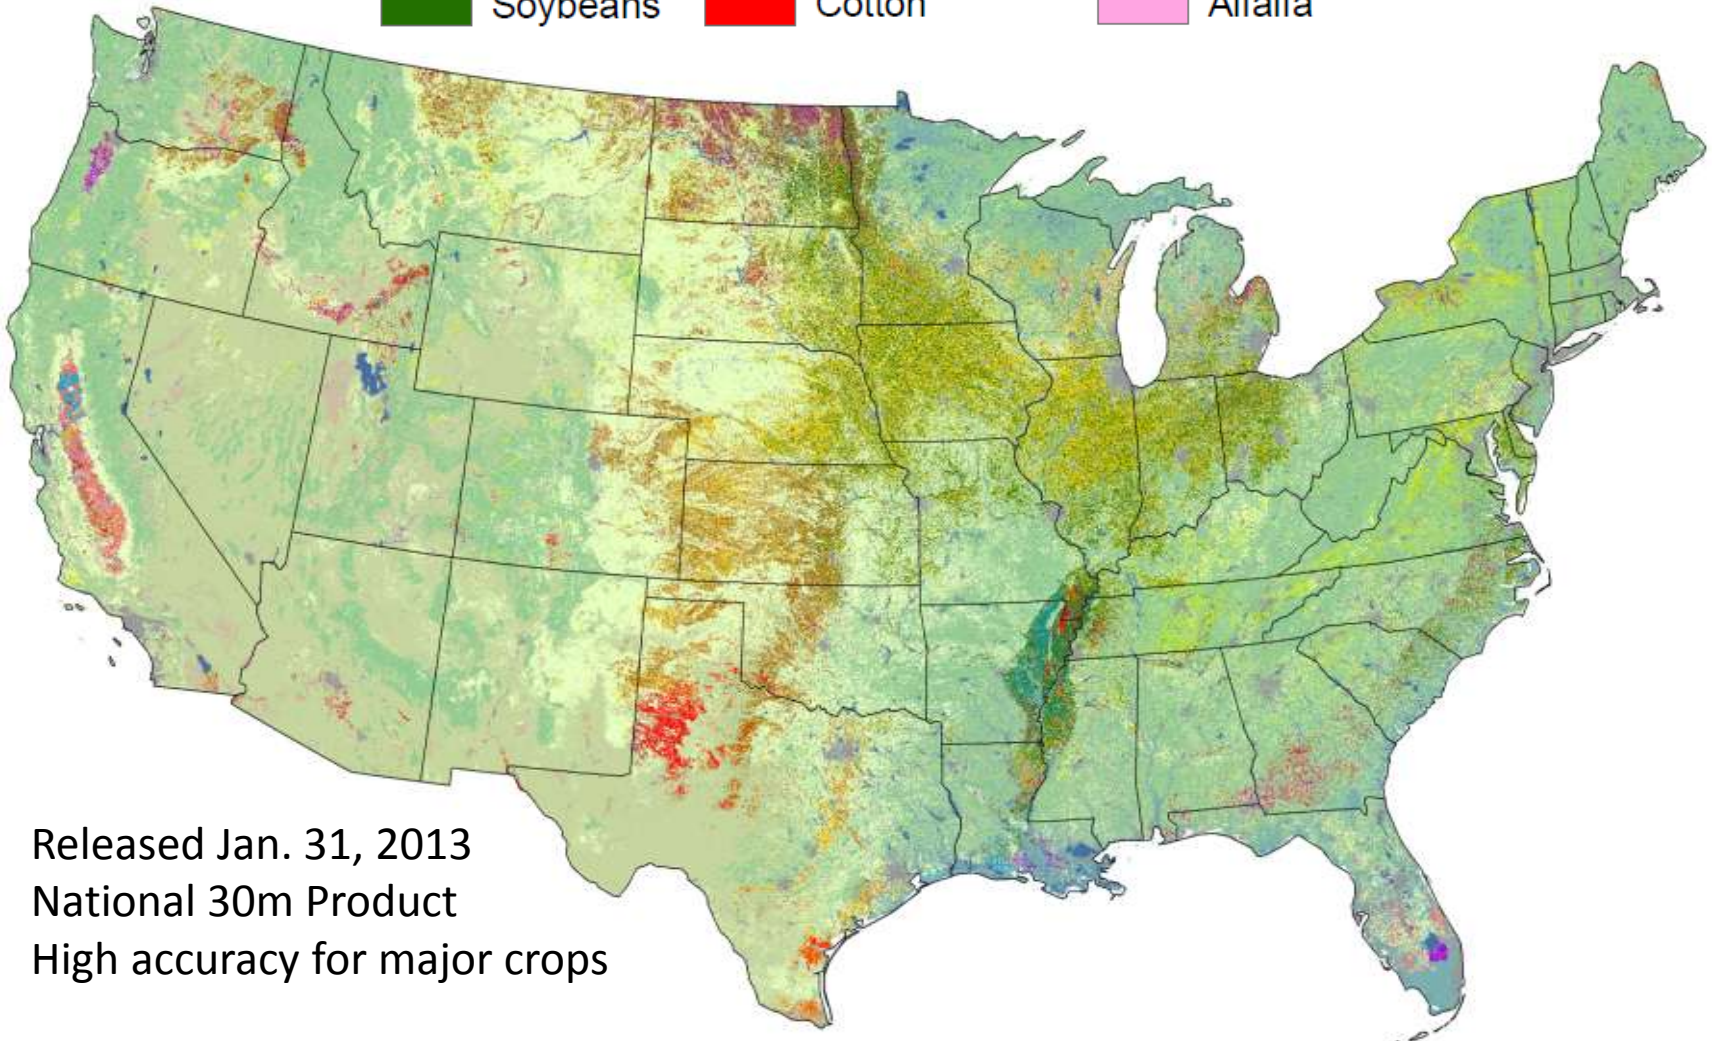 Soybeans Cotton Alfalfa
Released Jan. 31, 2013
National 30m Product
High accuracy for major crops